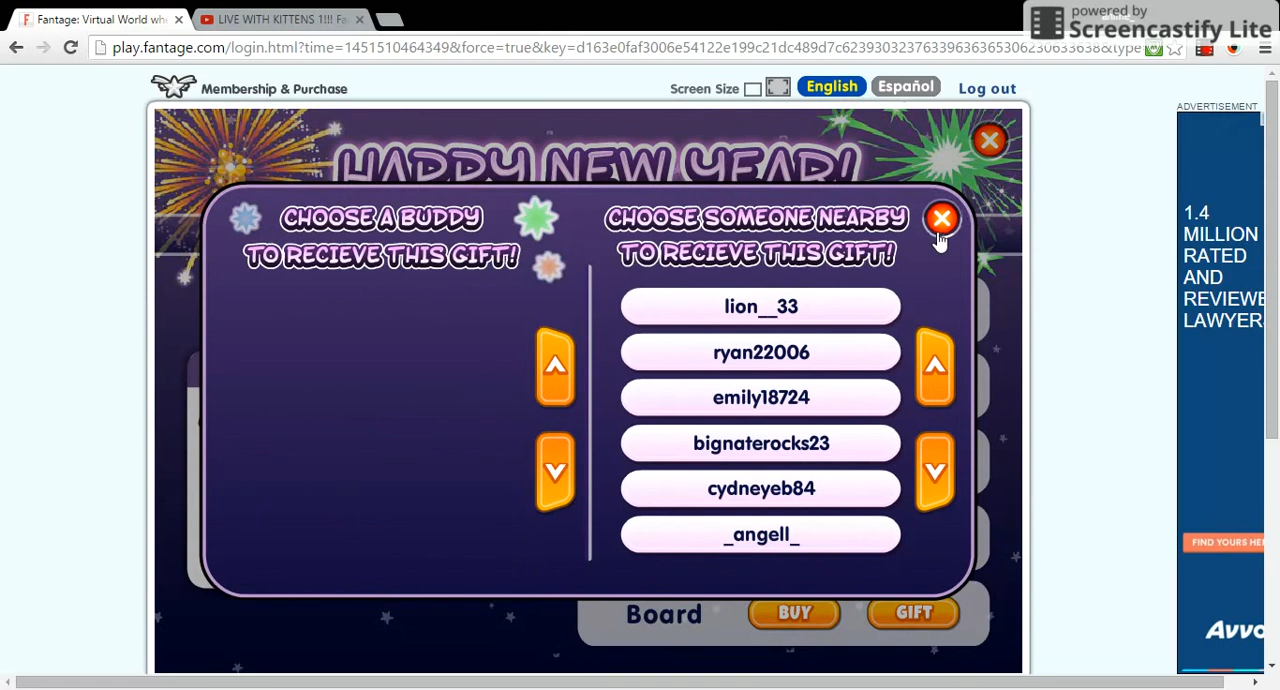 powered by
Screencastify Lite
Fantage: Virtual World whe
LIVE WITH KITTENS 1!!! Fa
play.fantage.com/login.html?time=1451510464349&force=true&key=d163e0faf3006e54122e199c21dc489d7c62393032376339636365306230633638&type
Membership & Purchase
Screen Size
English
Español
Log out
ADVERTISEMENT
HAPPY NEW YEAR!
CHOOSE A BUDDY
TO RECIEVE THIS GIFT!
CHOOSE SOMEONE NEARBY
TO RECIEVE THIS GIFT!
lion__33
ryan22006
emily18724
bignaterocks23
cydneyeb84
_angell_
Board
BUY
GIFT
1.4
MILLION
RATED
AND
REVIEWE
LAWYER
FIND YOURS HE
Avvo